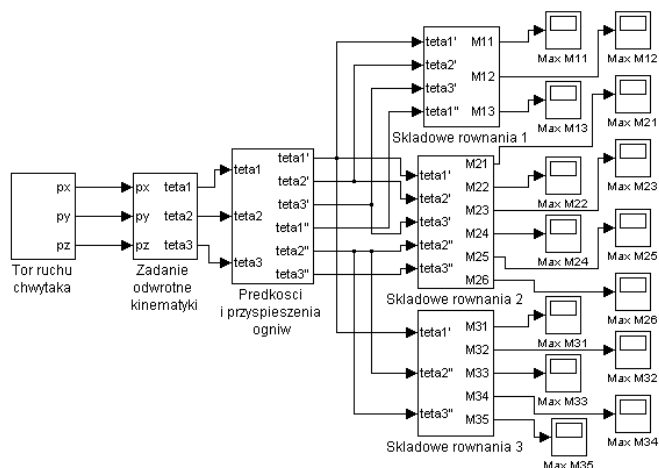 px
py
pz
Tor ruchu
chwytaka
px
py
pz
teta1
teta2
teta3
Zadanie
odwrotne
kinematyki
teta1
teta2
teta3
teta1'
teta2'
teta3'
teta1''
teta2''
teta3''
Predkosci
i przyspieszenia
ogniw
teta1'
teta2'
teta3'
teta1''
M11
M12
M13
Skladowe rownania 1
teta1'
teta2'
teta3'
teta2''
teta3''
M21
M22
M23
M24
M25
M26
Skladowe rownania 2
teta1'
teta2''
teta3''
M31
M32
M33
M34
M35
Skladowe rownania 3
Max M11
Max M12
Max M13
Max M21
Max M22
Max M23
Max M24
Max M25
Max M26
Max M31
Max M32
Max M33
Max M34
Max M35